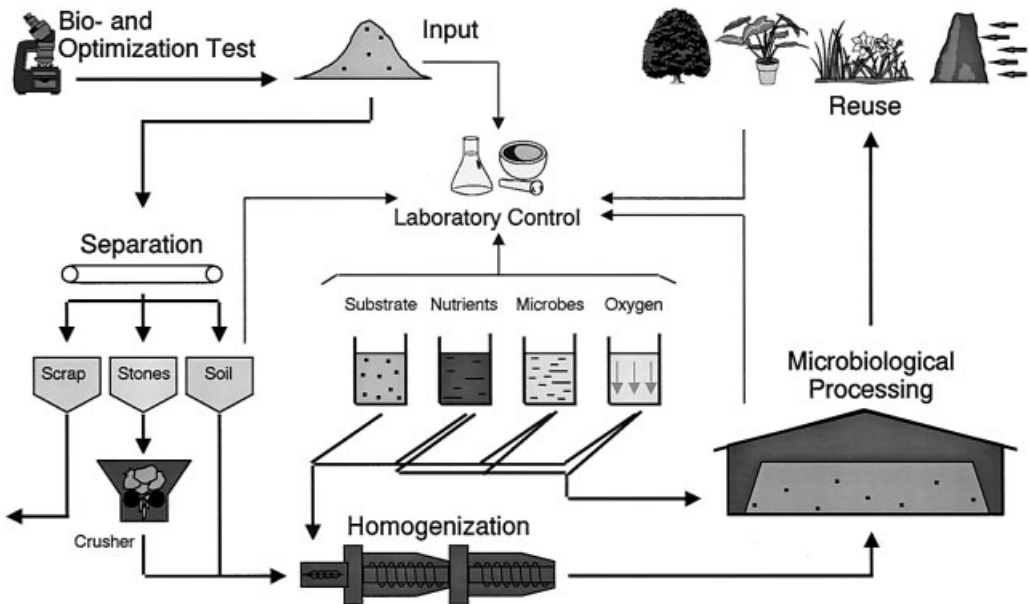 Bio- and
Optimization Test
Input
Reuse
Laboratory Control
Separation
Substrate Nutrients Microbes Oxygen
Scrap Stones Soil
Microbiological
Processing
Crusher
Homogenization